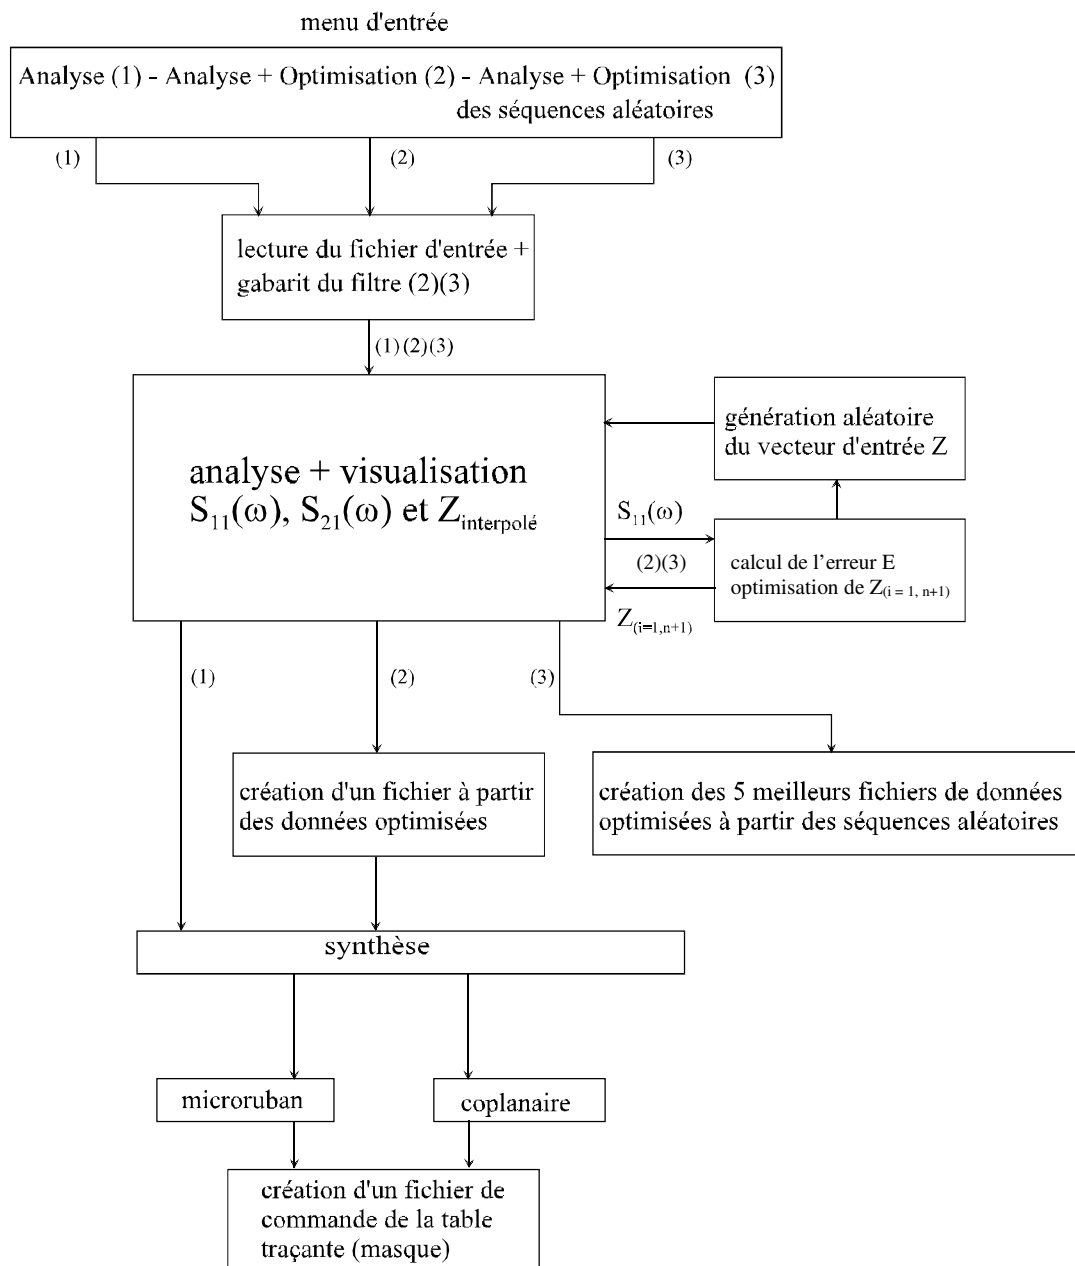 menu d'entrée
Analyse (1) - Analyse + Optimisation (2) - Analyse + Optimisation (3)
des séquences aléatoires
(1)
(2)
(3)
lecture du fichier d'entrée +
gabarit du filtre (2)(3)
(1)(2)(3)
analyse + visualisation
S11(ω), S21(ω) et Zinterpolé
génération aléatoire
du vecteur d'entrée Z
S11(ω)
(2)(3)
Z(i=1,n+1)
calcul de l’erreur E
optimisation de Z(i = 1, n+1)
(1)
(2)
(3)
création d'un fichier à partir
des données optimisées
création des 5 meilleurs fichiers de données
optimisées à partir des séquences aléatoires
synthèse
microruban
coplanaire
création d'un fichier de
commande de la table
traçante (masque)